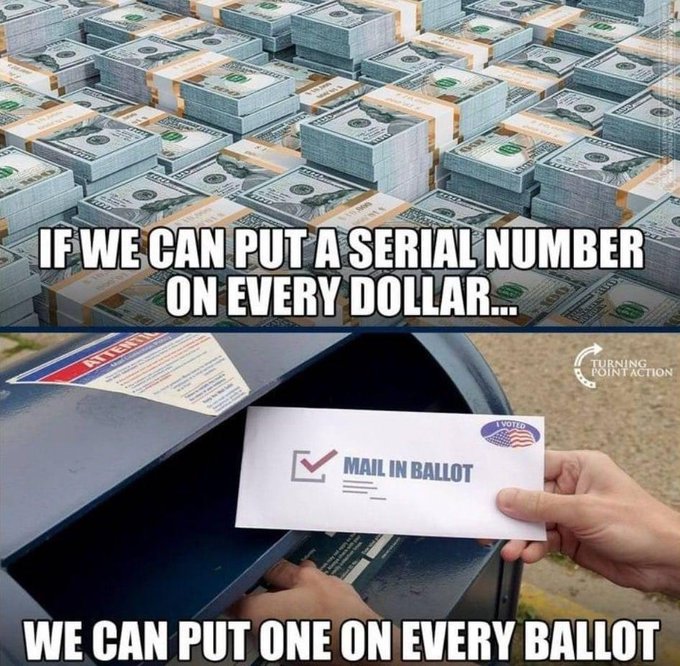 IF WE CAN PUT A SERIAL NUMBER
ON EVERY DOLLAR...
ATTENTI
TURNING
POINT ACTION
I VOTED
MAIL IN BALLOT
WE CAN PUT ONE ON EVERY BALLOT